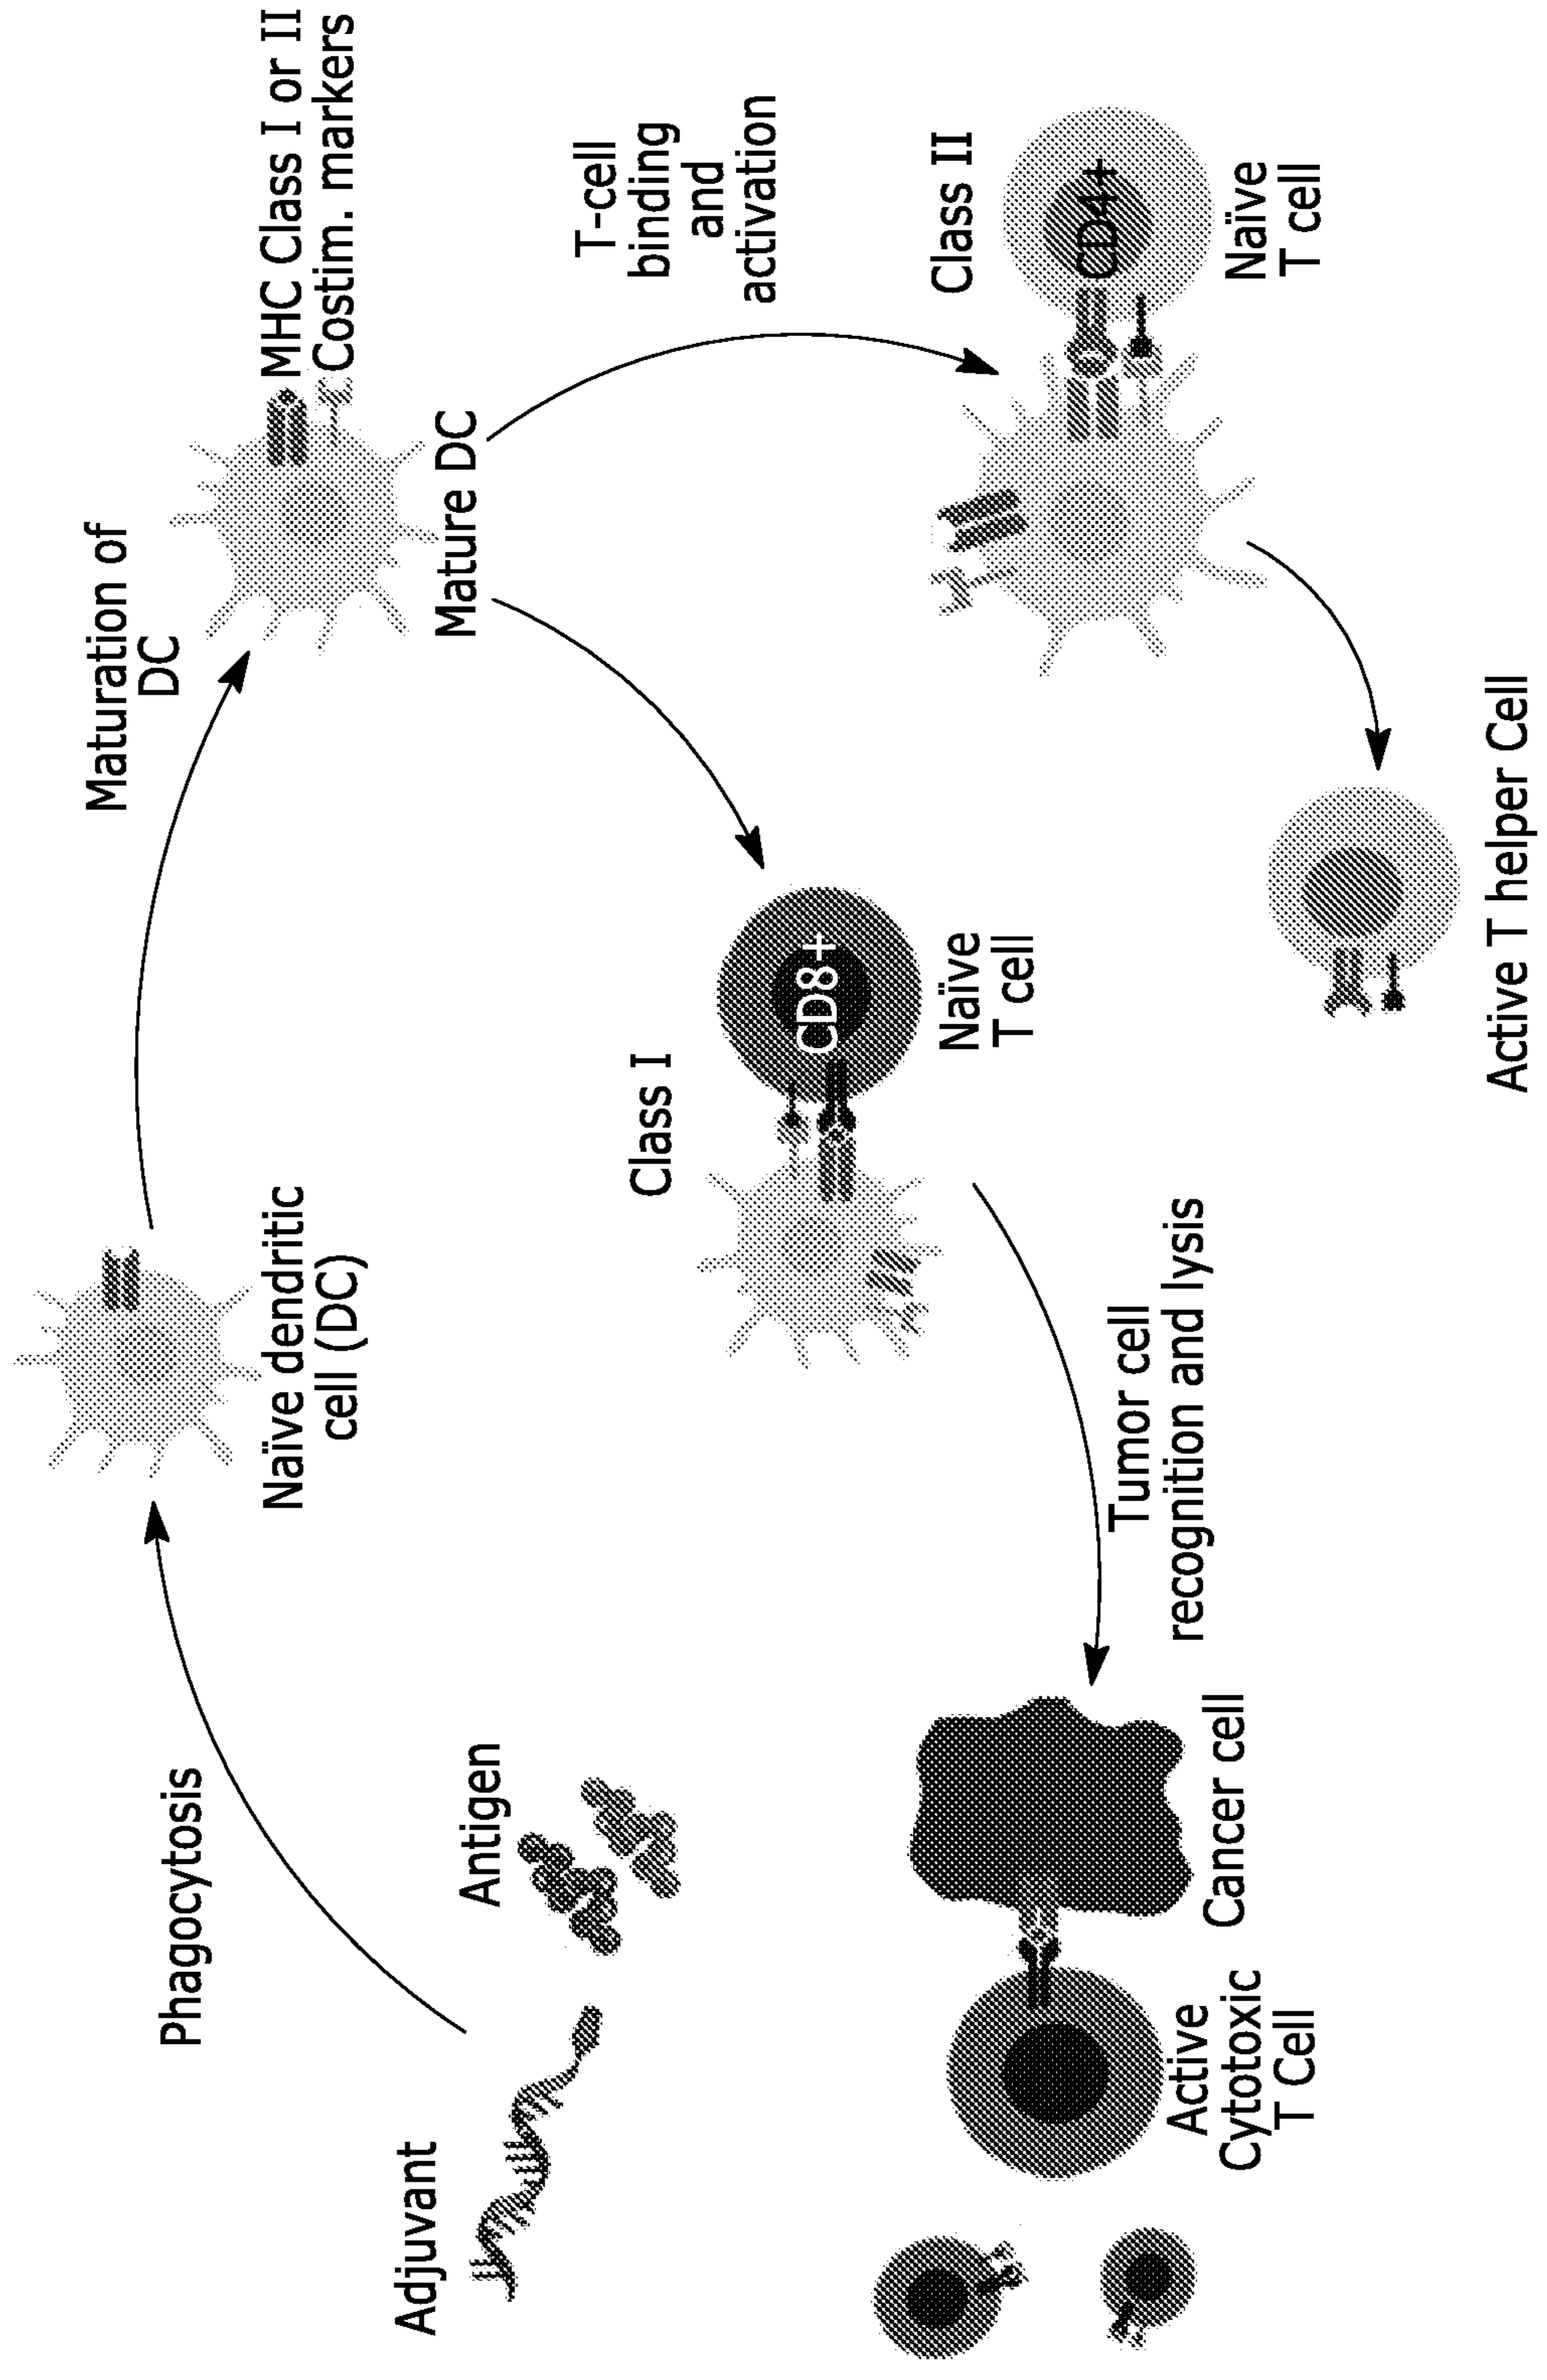 Adjuvant
Antigen
Phagocytosis
Naïve dendritic
cell (DC)
Maturation of
DC
MHC Class I or II
Costim. markers
Mature DC
T-cell
binding
and
activation
Class I
CD8+
Naïve
T cell
Class II
CD4+
Naïve
T cell
Active T helper Cell
Tumor cell
recognition and lysis
Cancer cell
Active
Cytotoxic
T Cell